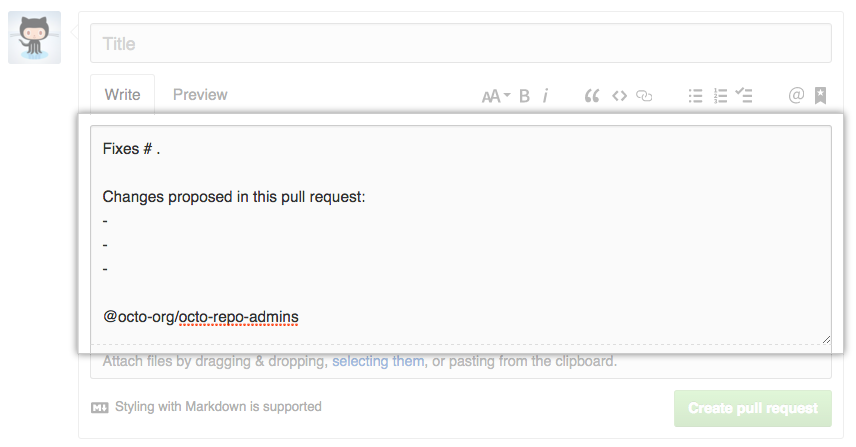 Title
Write Preview AA B i @
Fixes # .
Changes proposed in this pull request:
-
-
-
@octo-org/octo-repo-admins
Attach files by dragging & dropping, selecting them, or pasting from the clipboard.
Styling with Markdown is supported
Create pull request